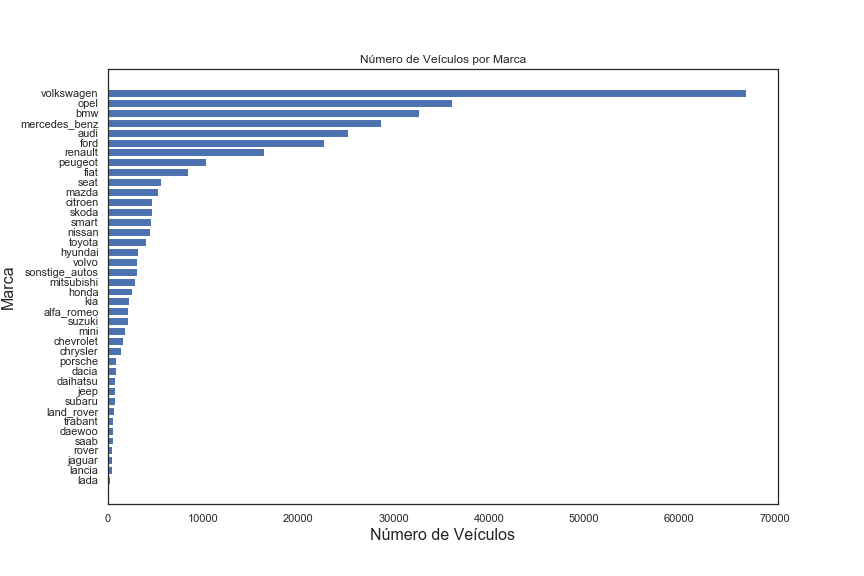 Número de Veículos por Marca
Marca
volkswagen
opel
bmw
mercedes_benz
audi
ford
renault
peugeot
fiat
seat
mazda
citroen
skoda
smart
nissan
toyota
hyundai
volvo
sonstige_autos
mitsubishi
honda
kia
alfa_romeo
suzuki
mini
chevrolet
chrysler
porsche
dacia
daihatsu
jeep
subaru
land_rover
trabant
daewoo
saab
rover
jaguar
lancia
lada
0 10000 20000 30000 40000 50000 60000 70000
Número de Veículos